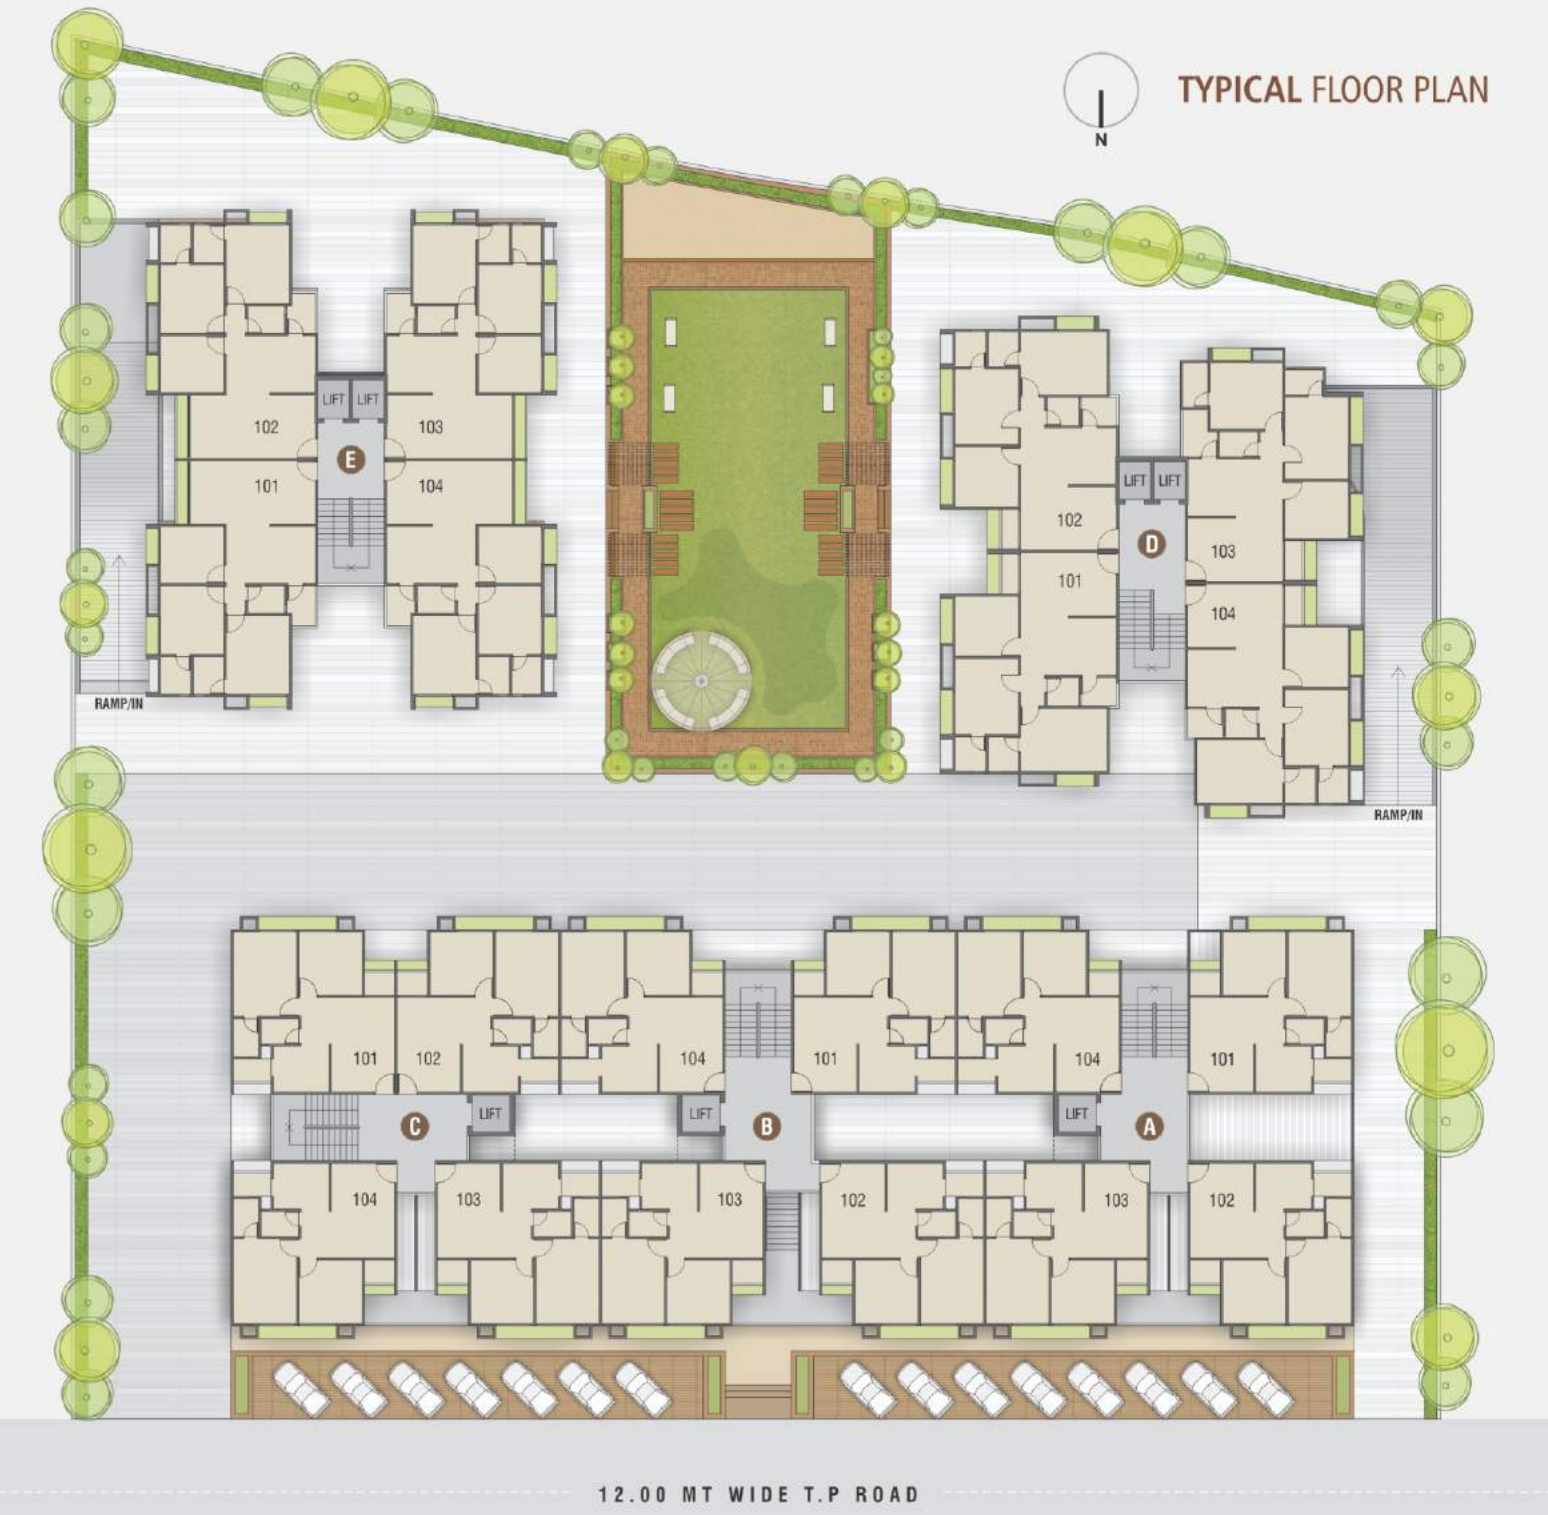 TYPICAL FLOOR PLAN
N
LIFT LIFT
102 103
E
101 104
LIFT LIFT
102
D
103
101
104
RAMP/IN
RAMP/IN
101 102 104 101 104 101
C LIFT LIFT B LIFT A
104 103 103 102 103 102
12.00 MT WIDE T.P ROAD